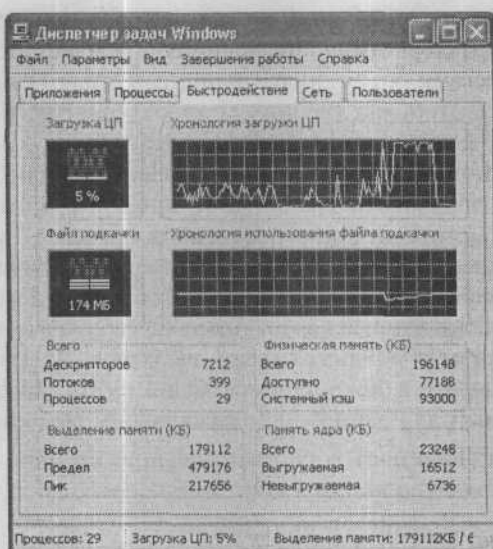 Диспетчер задач Windows
Файл Параметры Вид Завершение работы Справка
Приложения Процессы Быстродействие Сеть Пользователи
Загрузка ЦП Хронология загрузки ЦП
5 %
Файл подкачки Хронология использования файла подкачки
174 МБ
Всего
Дескрипторов 7212
Потоков 399
Процессов 29
Физическая память (КБ)
Всего 196148
Доступно 77188
Системный кэш 93000
Выделение памяти (КБ)
Всего 179112
Предел 479176
Пик 217656
Память ядра (КБ)
Всего 23248
Выгружаемая 16512
Невыгружаемая 6736
Процессов: 29 Загрузка ЦП: 5% Выделение памяти: 179112КБ /